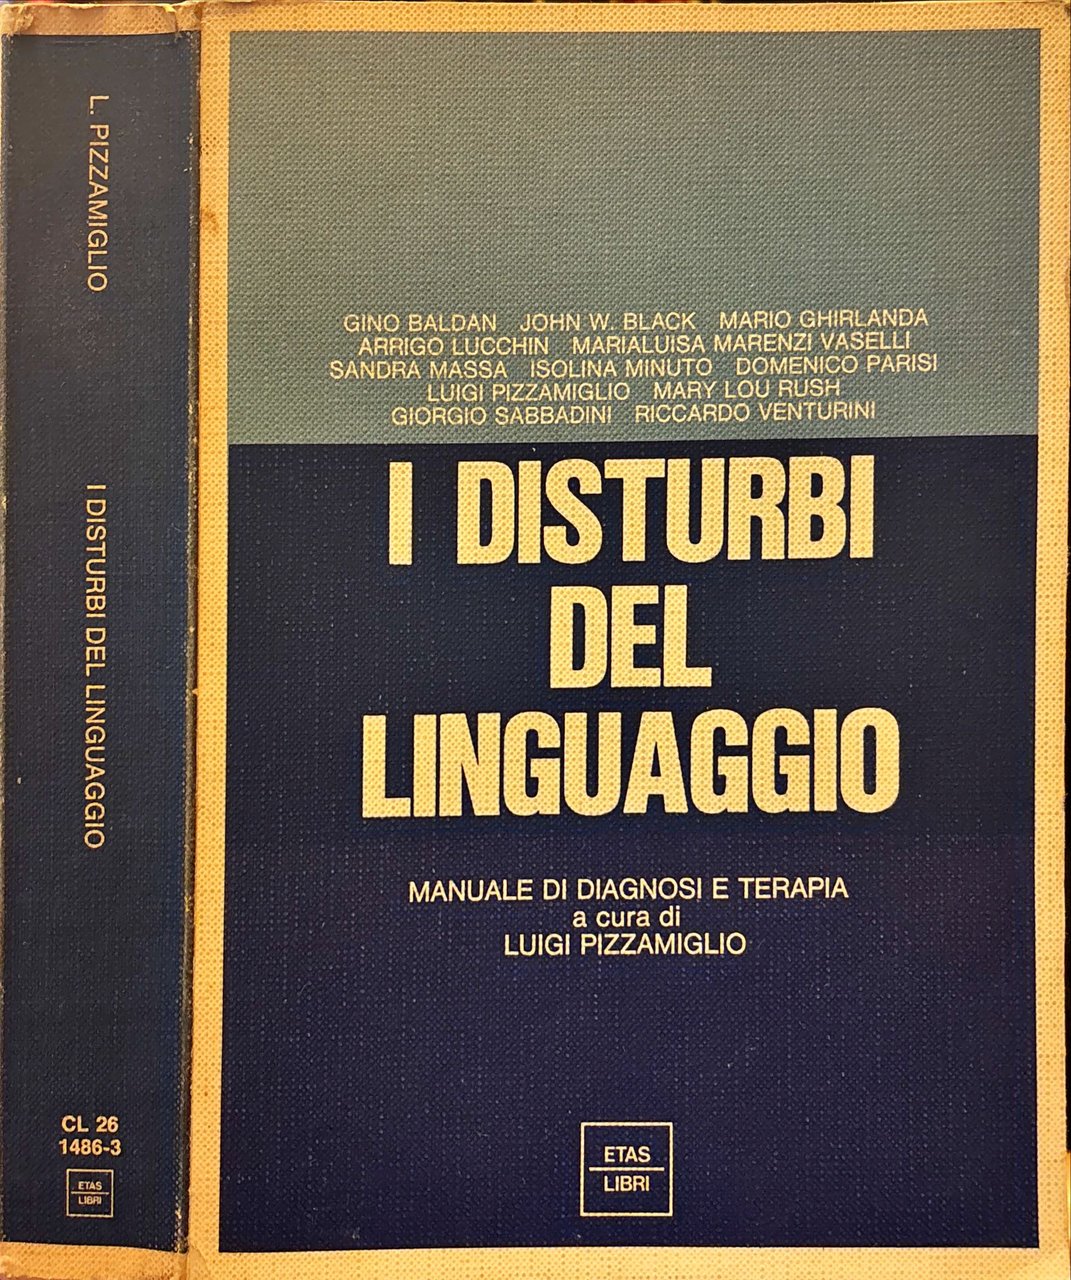 L. PIZZAMIGLIO
I DISTURBI DEL LINGUAGGIO
CL 26
1486-3
ETAS
LIBRI
GINO BALDAN JOHN W. BLACK MARIO GHIRLANDA
ARRIGO LUCCHIN MARIALUISA MARENZI VASELLI
SANDRA MASSA ISOLINA MINUTO DOMENICO PARISI
LUIGI PIZZAMIGLIO MARY LOU RUSH
GIORGIO SABBADINI RICCARDO VENTURINI
I DISTURBI
DEL
LINGUAGGIO
MANUALE DI DIAGNOSI E TERAPIA
a cura di
LUIGI PIZZAMIGLIO
ETAS
LIBRI